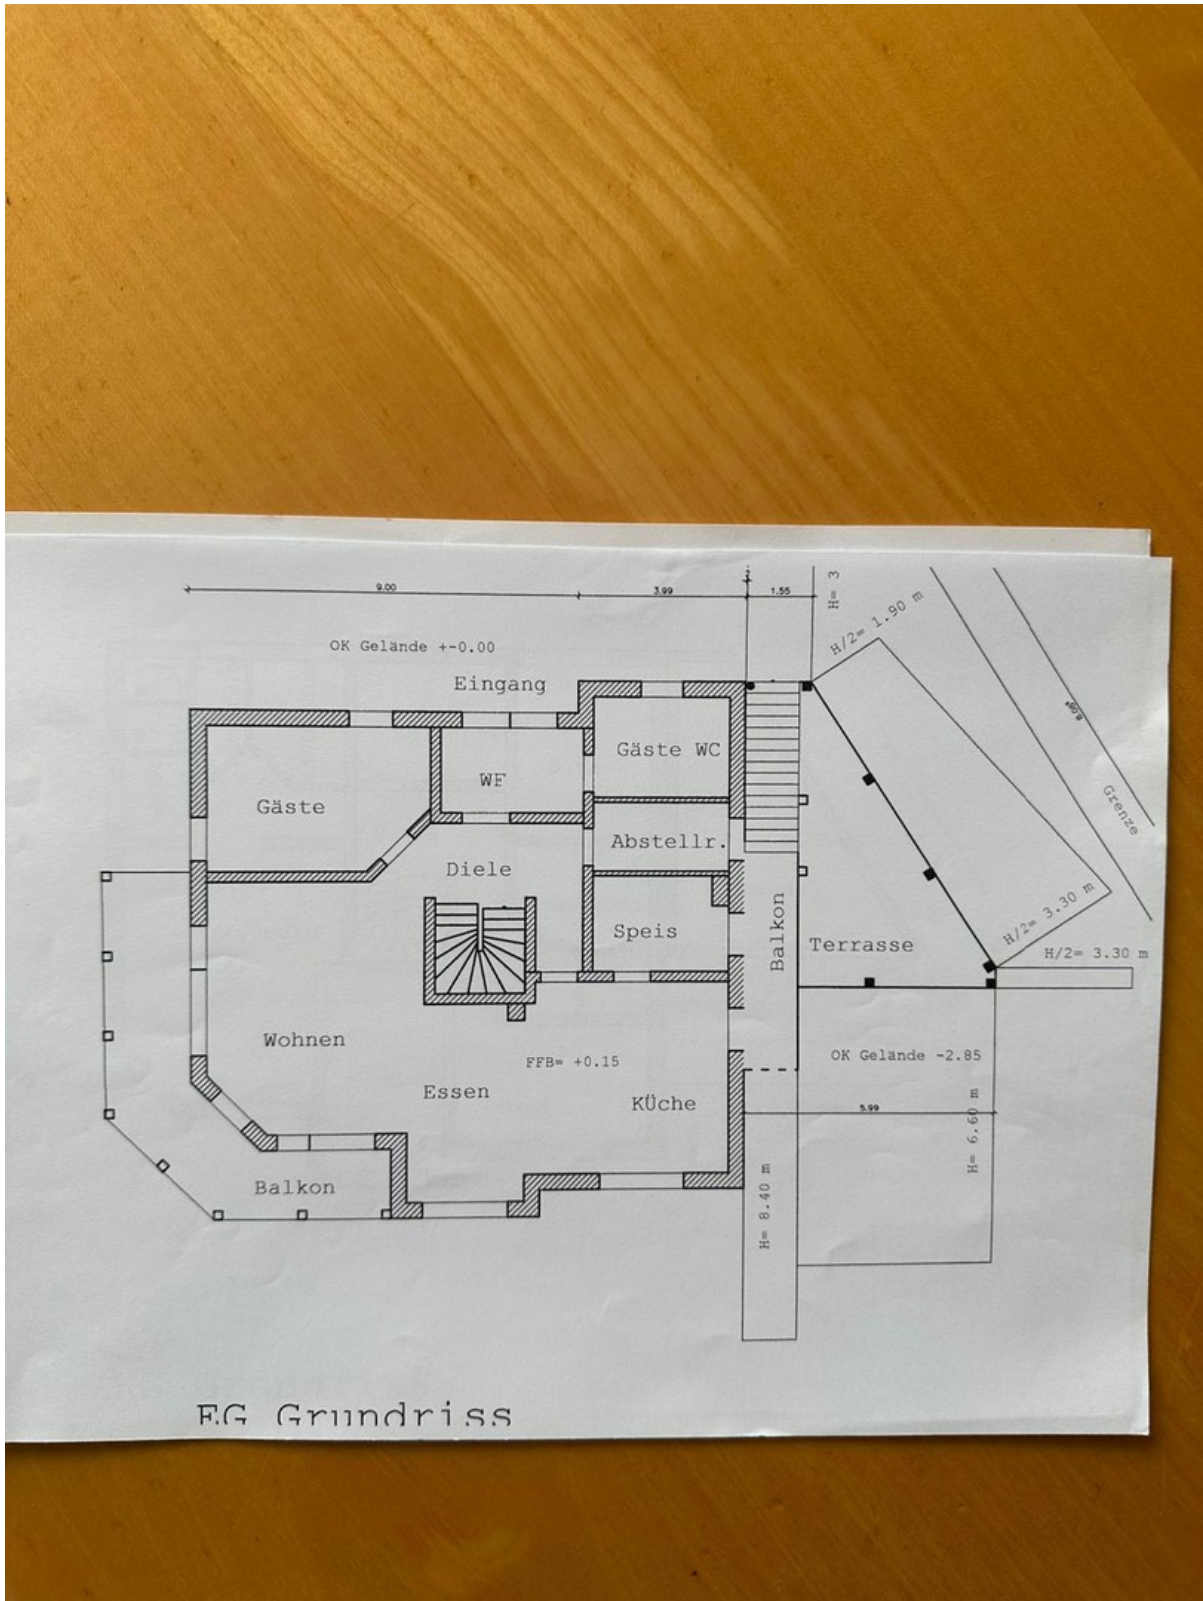 9.00
3.99
2
1.55
H= 3
H/2= 1.90 m
OK Gelände +-0.00
Eingang
Gäste WC
WF
Gäste
Grenze
Abstellr.
Diele
Speis
Balkon
Terrasse
H/2= 3.30 m
H/2= 3.30 m
Wohnen
FFB= +0.15
OK Gelände -2.85
Essen
KÜche
5.99
H= 6.60 m
Balkon
H= 8.40 m
EG Grundriss